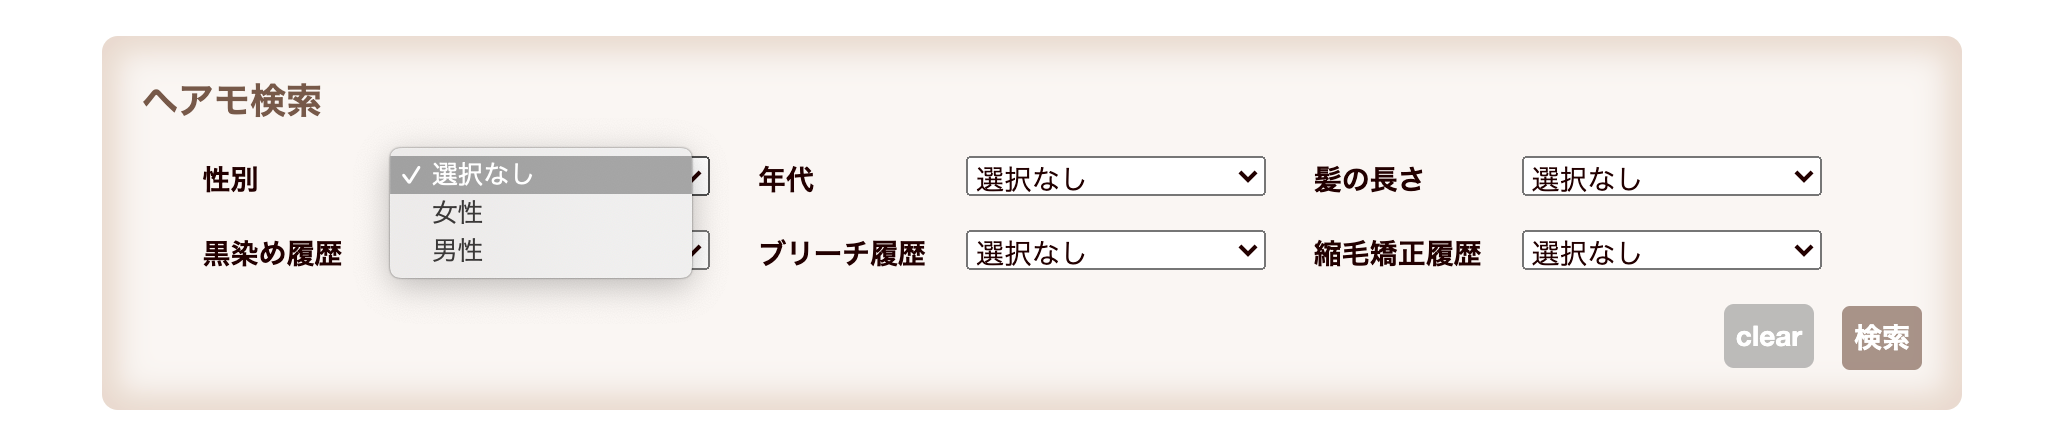 ヘアモ検索
性別 ✓ 選択なし 年代 選択なし 髪の長さ 選択なし
女性
男性
黒染め履歴 ブリーチ履歴 選択なし 縮毛矯正履歴 選択なし
clear 検索